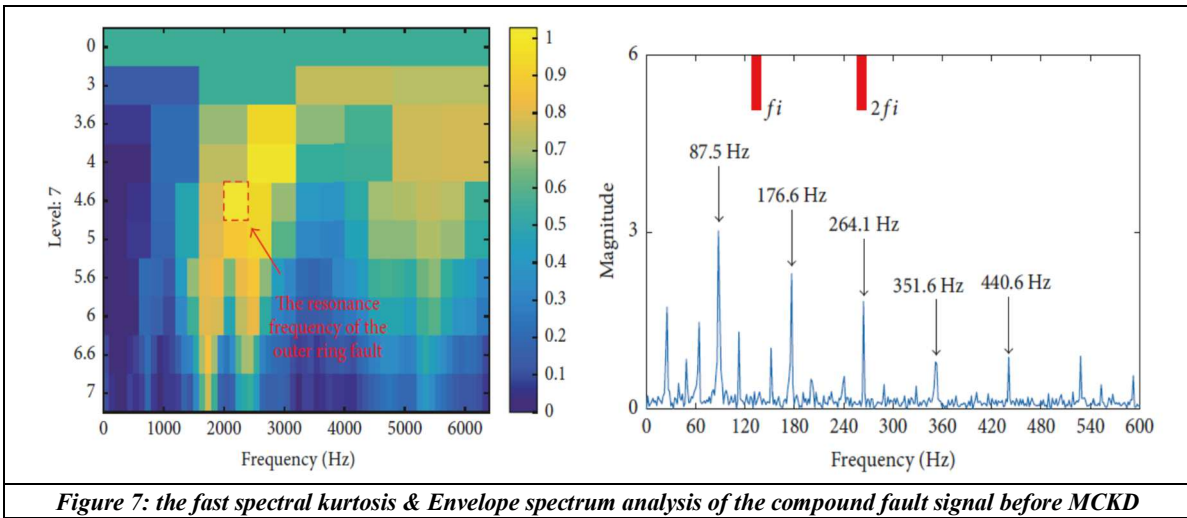 0
3
3.6
4
4.6
5
5.6
6
6.6
7
Level: 7
0 1000 2000 3000 4000 5000 6000
Frequency (Hz)
The resonance
frequency of the
outer ring fault
1
0.9
0.8
0.7
0.6
0.5
0.4
0.3
0.2
0.1
0
6
3
0
Magnitude
fi
2fi
87.5 Hz
176.6 Hz
264.1 Hz
351.6 Hz
440.6 Hz
0 60 120 180 240 300 360 420 480 540 600
Frequency (Hz)
Figure 7: the fast spectral kurtosis & Envelope spectrum analysis of the compound fault signal before MCKD